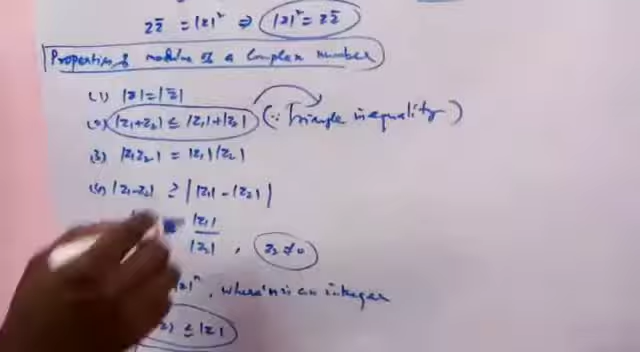 z z̄ = |z|² ⇒ |z|² = z z̄
Properties of modulus of a Complex number
(1) |z| = |z̄|
(2) |z₁+z₂| ≤ |z₁|+|z₂| (∵ Triangle inequality)
(3) |z₁z₂| = |z₁||z₂|
(4) |z₁-z₂| ≥ ||z₁|-|z₂||
|z₁|/|z₂| , z₂≠0
|ⁿ, where n is an integer
) ≤ |z|